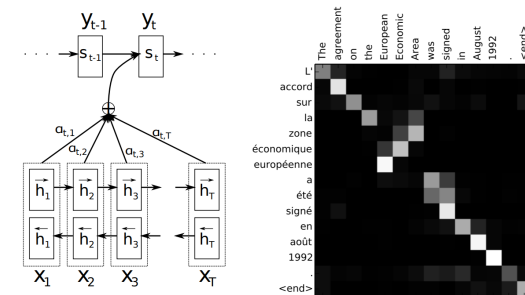 y_{t-1} y_t
. . . s_{t-1} s_t . . .
α_{t,1} α_{t,2} α_{t,3} α_{t,T}
h_1 h_2 h_3 h_T
h_1 h_2 h_3 h_T
x_1 x_2 x_3 x_T
The agreement on the European Economic Area was signed in August 1992 . <end>
L'
accord
sur
la
zone
économique
européenne
a
été
signé
en
août
1992
.
<end>